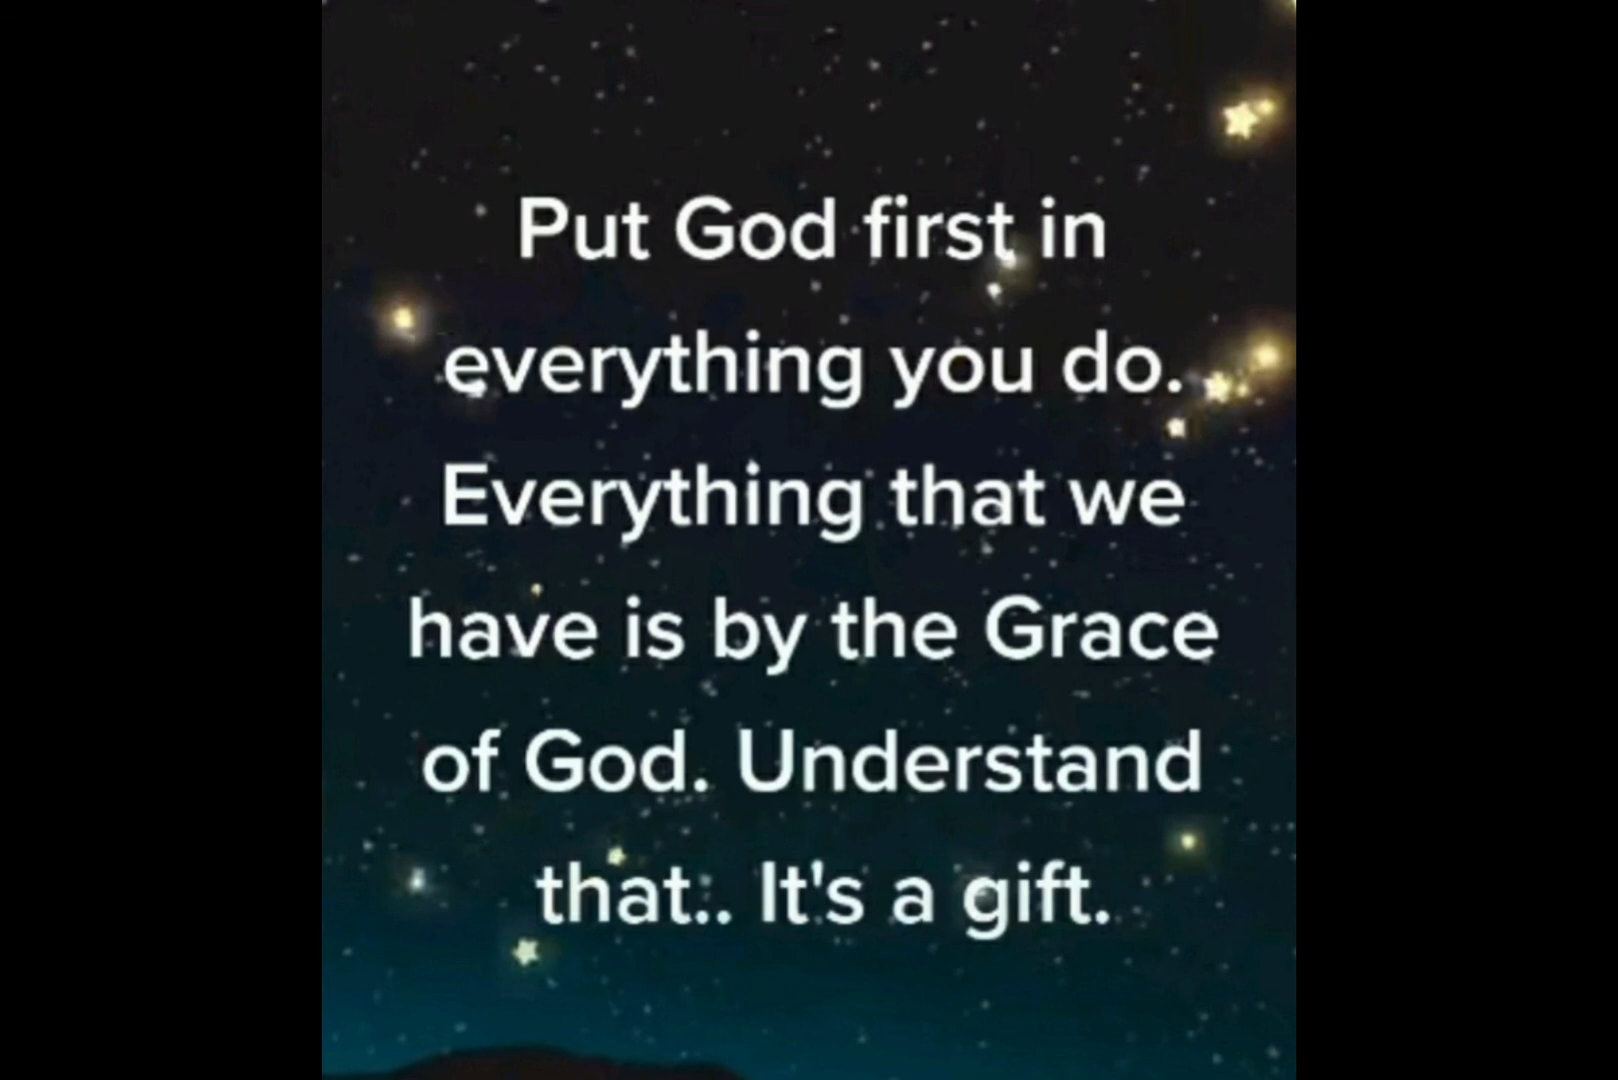 Put God first in
everything you do.
Everything that we
have is by the Grace
of God. Understand
that.. It's a gift.